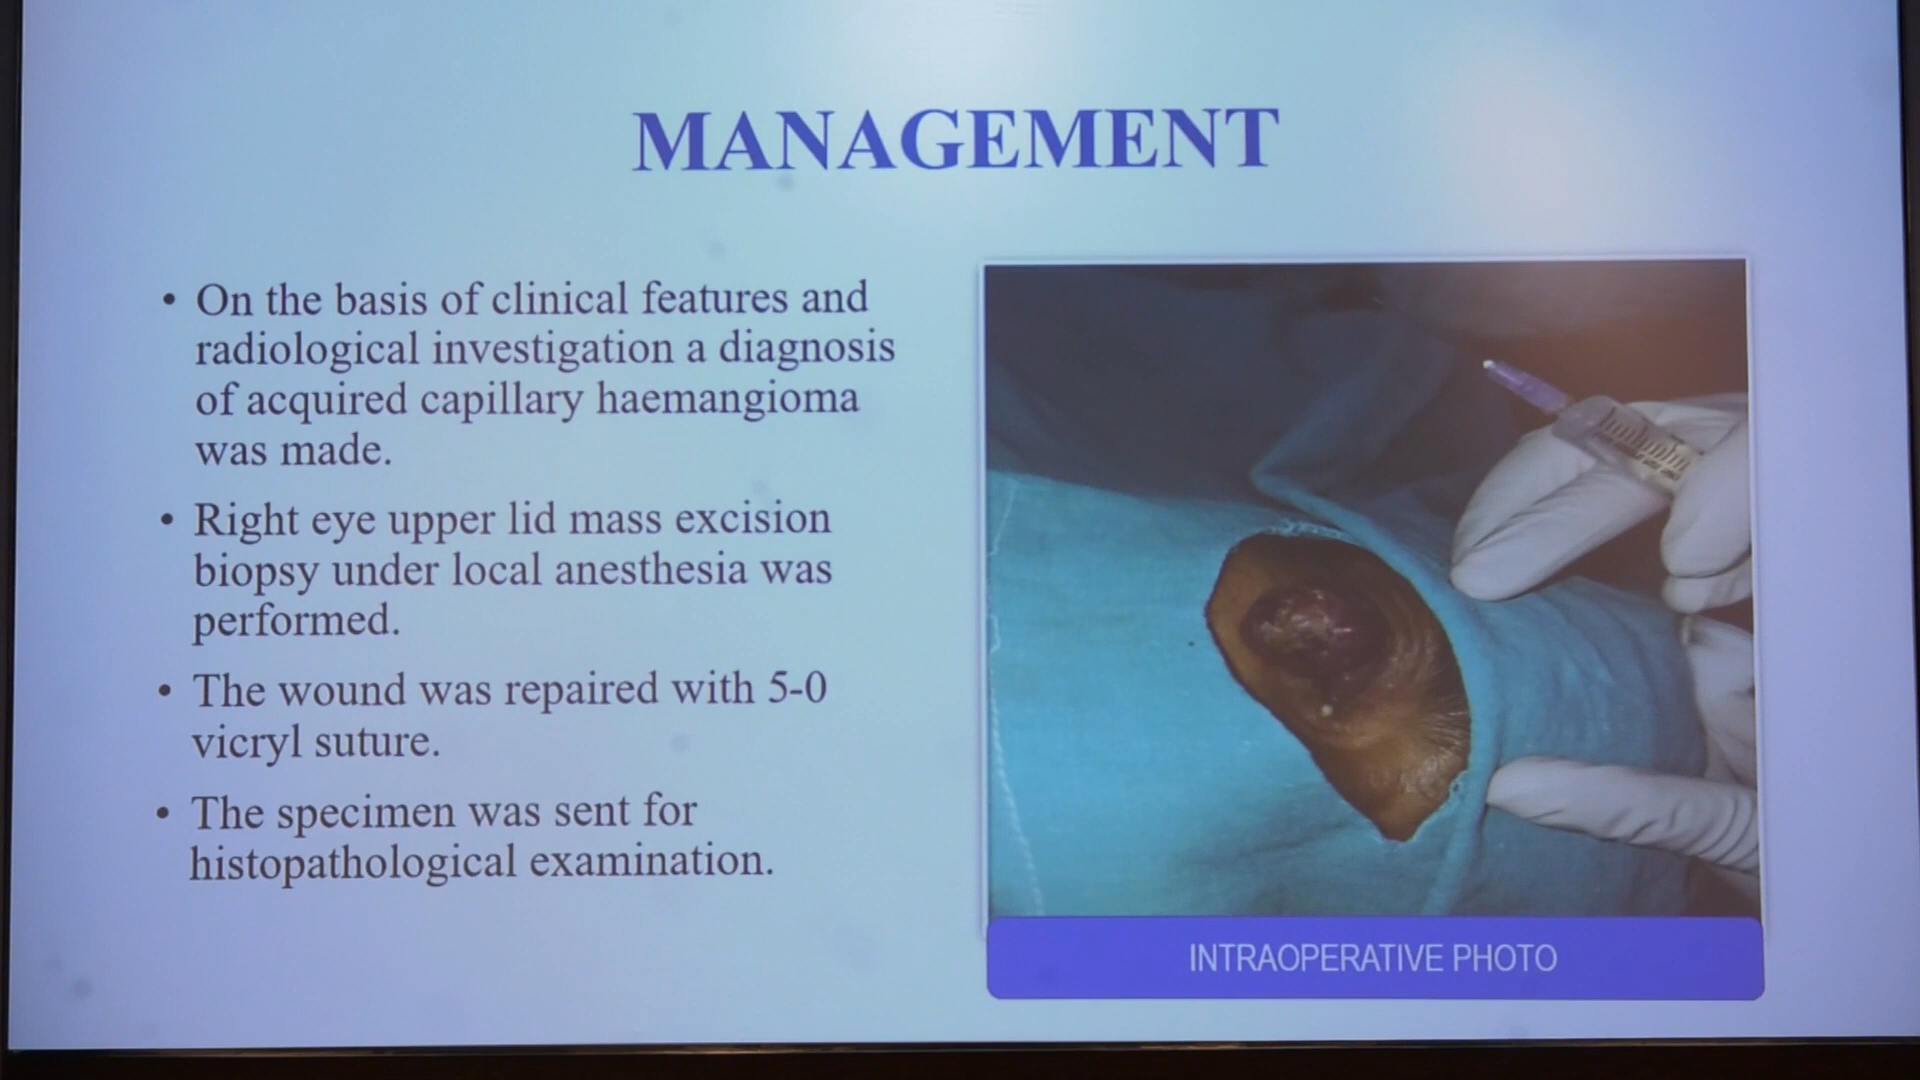 MANAGEMENT
• On the basis of clinical features and
radiological investigation a diagnosis
of acquired capillary haemangioma
was made.
• Right eye upper lid mass excision
biopsy under local anesthesia was
performed.
• The wound was repaired with 5-0
vicryl suture.
• The specimen was sent for
histopathological examination.
INTRAOPERATIVE PHOTO